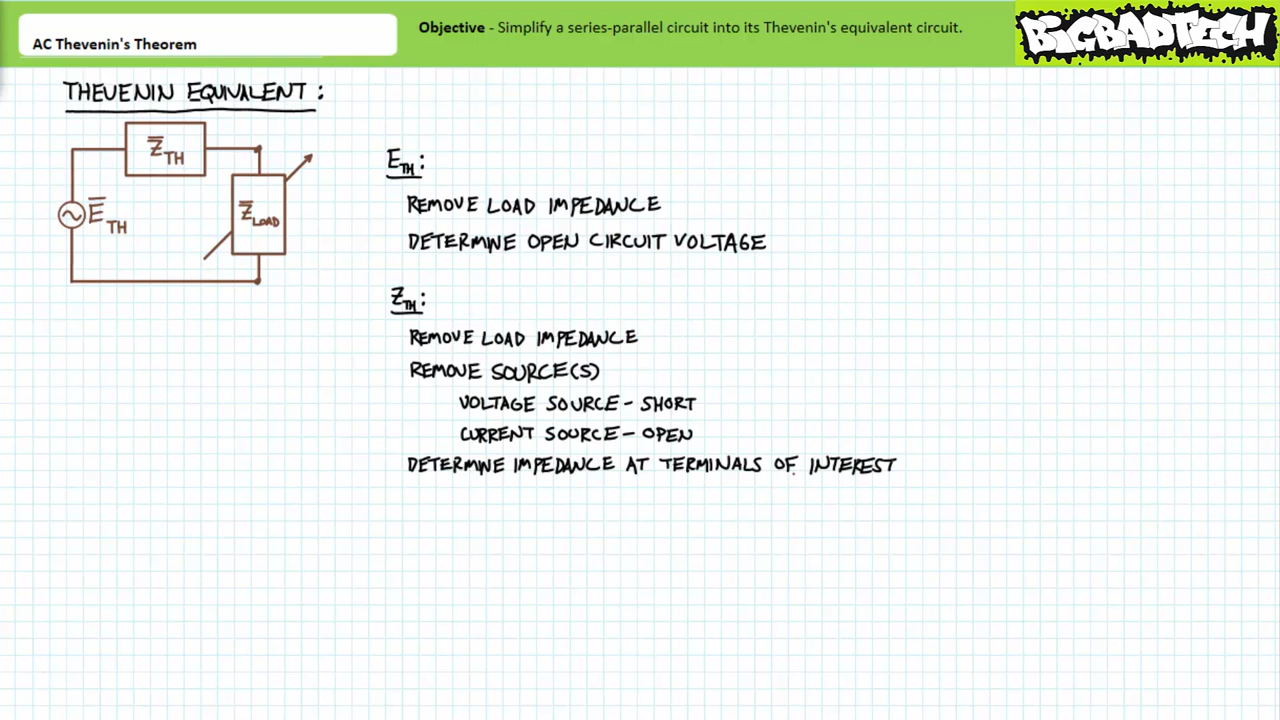 AC Thevenin's Theorem
Objective - Simplify a series-parallel circuit into its Thevenin's equivalent circuit.
BIGBADTECH
THEVENIN EQUIVALENT :
Z̅TH
E̅TH
Z̅LOAD
ETH:
REMOVE LOAD IMPEDANCE
DETERMINE OPEN CIRCUIT VOLTAGE
ZTH:
REMOVE LOAD IMPEDANCE
REMOVE SOURCE(S)
VOLTAGE SOURCE - SHORT
CURRENT SOURCE - OPEN
DETERMINE IMPEDANCE AT TERMINALS OF INTEREST